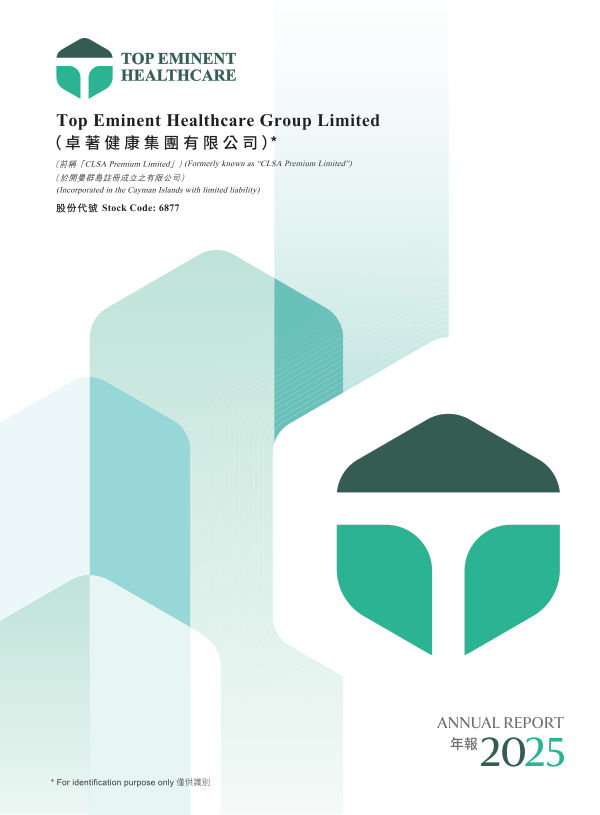 TOP EMINENT
HEALTHCARE
Top Eminent Healthcare Group Limited
（卓著健康集團有限公司）*
（前稱「CLSA Premium Limited」）(Formerly known as “CLSA Premium Limited”)
（於開曼群島註冊成立之有限公司）
(Incorporated in the Cayman Islands with limited liability)
股份代號 Stock Code: 6877
ANNUAL REPORT
年報 2025
* For identification purpose only 僅供識別